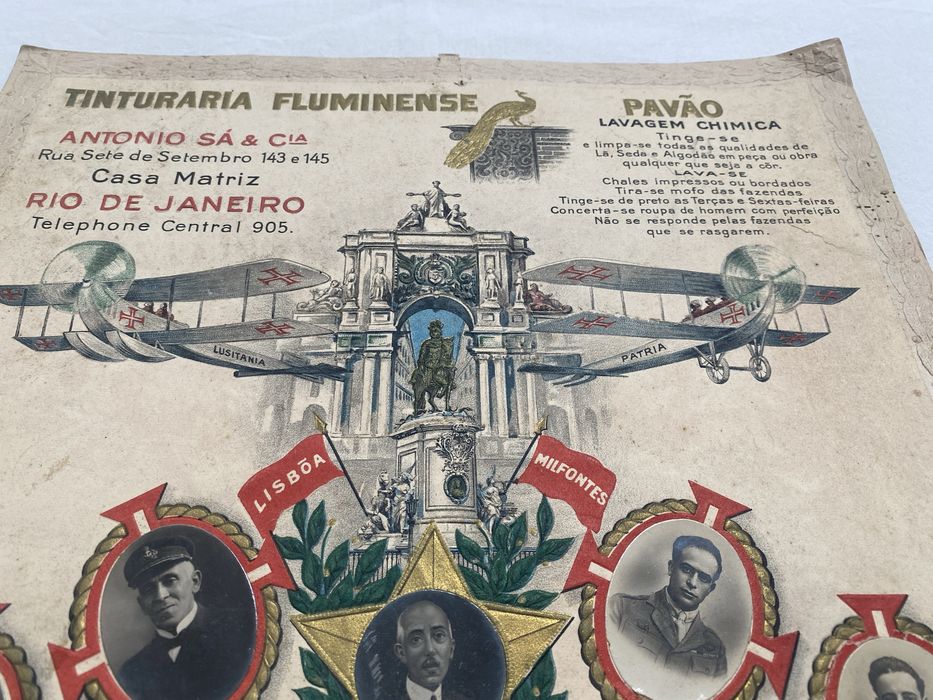 TINTURARIA FLUMINENSE
ANTONIO SÁ & CIA
Rua Sete de Setembro 143 e 145
Casa Matriz
RIO DE JANEIRO
Telephone Central 905.
PAVÃO
LAVAGEM CHIMICA
Tinge-se
e limpa-se todas as qualidades de
Lã, Seda e Algodão em peça ou obra
qualquer que seja a côr.
LAVA-SE
Chales impressos ou bordados
Tira-se mofo das fazendas
Tinge-se de preto as Terças e Sextas-feiras
Concerta-se roupa de homem com perfeição
Não se responde pelas fazendas
que se rasgarem.
LUSITANIA
PATRIA
LISBÕA
MILFONTES